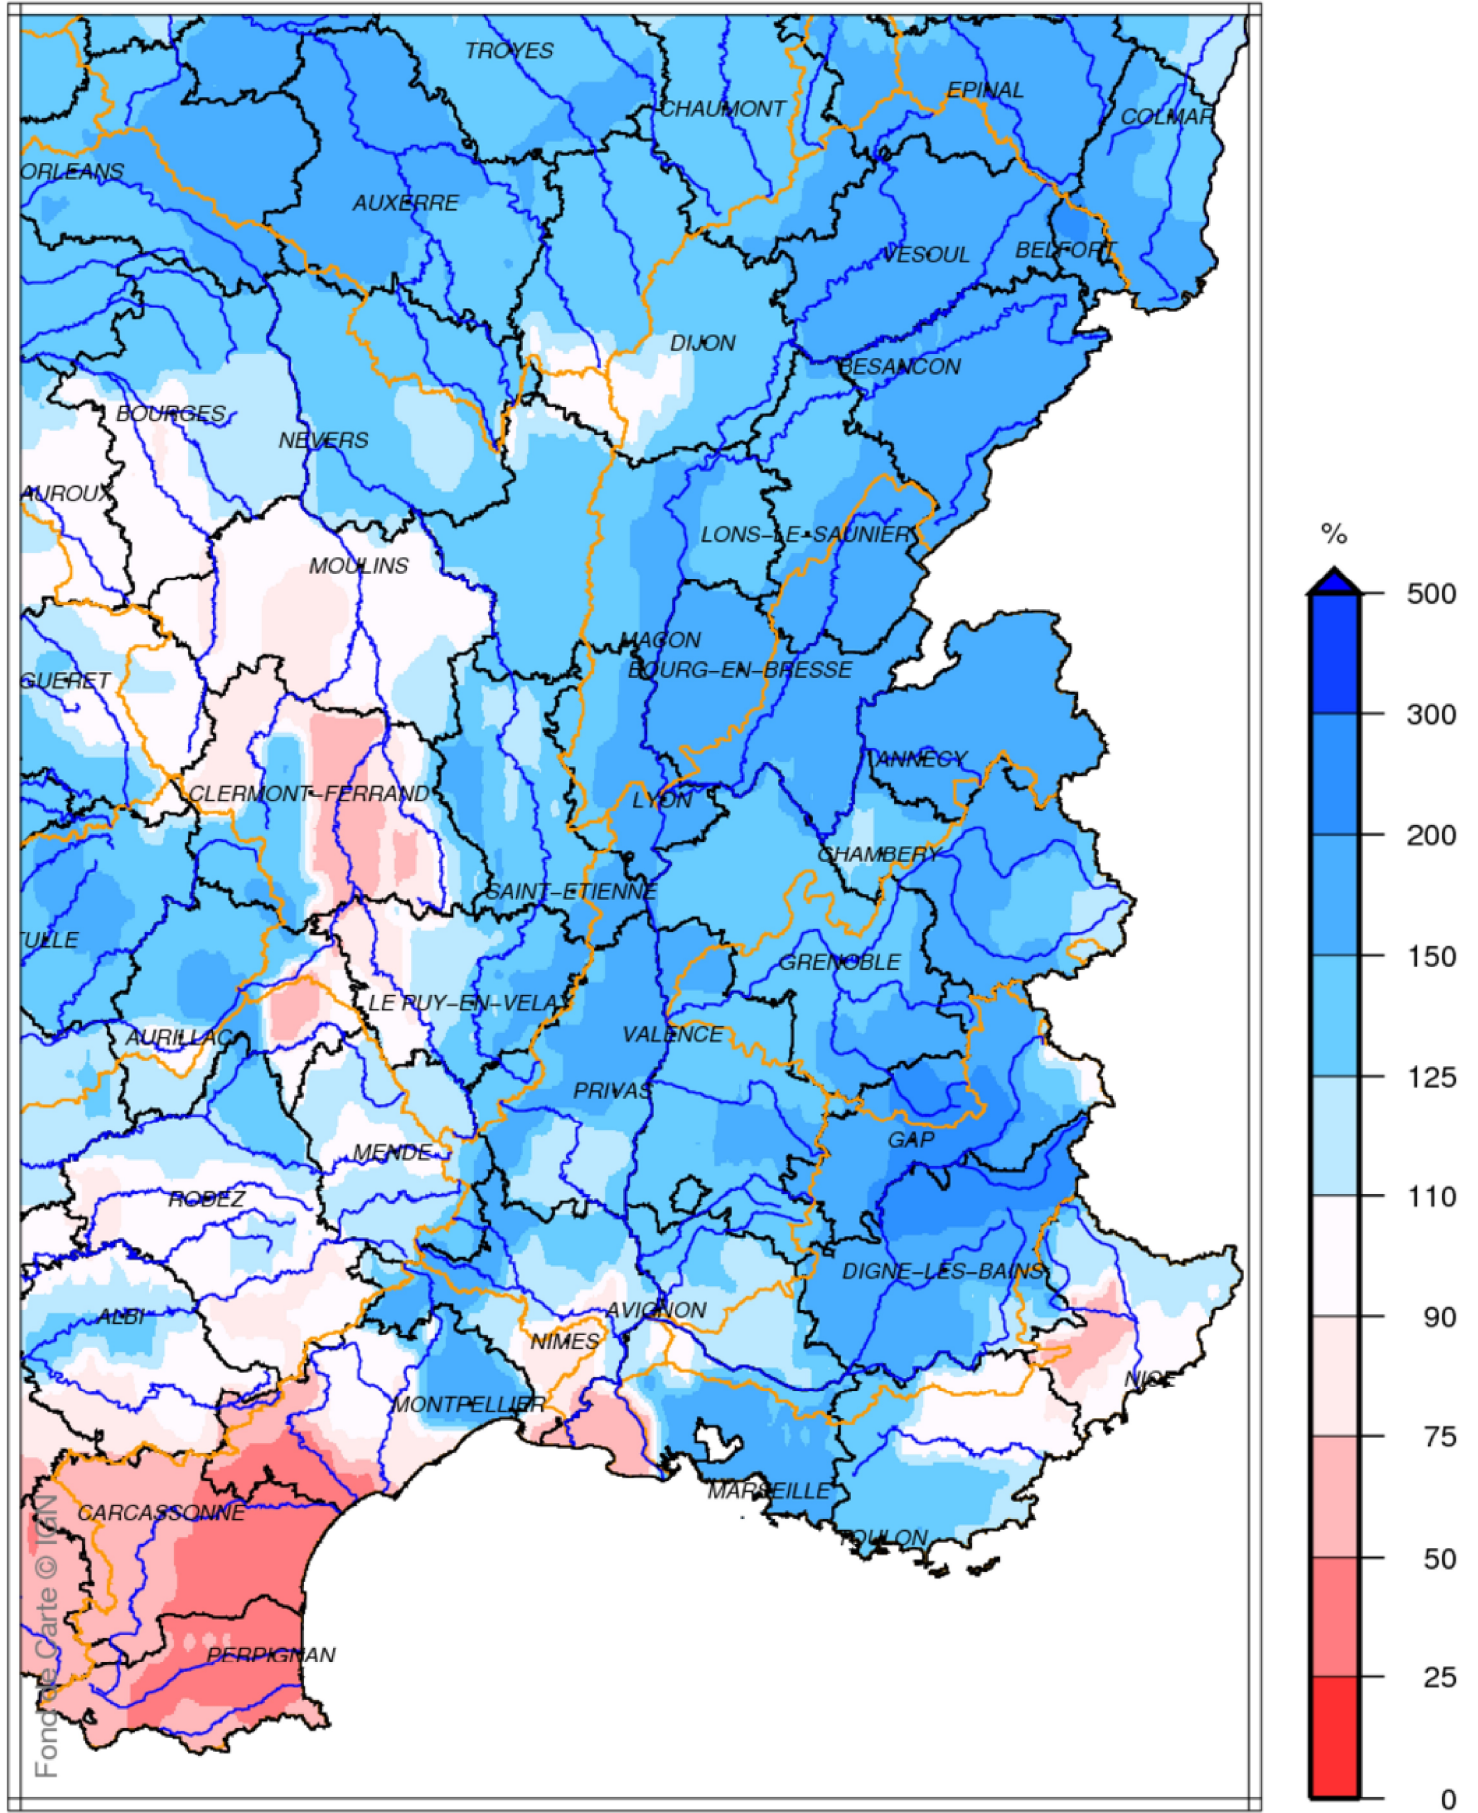 TROYES
EPINAL
CHAUMONT
COLMAR
ORLEANS
AUXERRE
VESOUL
BELFORT
DIJON
BESANCON
BOURGES
NEVERS
AUROUX
%
LONS-LE-SAUNIER
MOULINS
500
MACON
BOURG-EN-BRESSE
GUERET
300
ANNECY
CLERMONT-FERRAND
LYON
200
CHAMBERY
SAINT-ETIENNE
TULLE
150
GRENOBLE
LE PUY-EN-VELAY
AURILLAC
VALENCE
125
PRIVAS
GAP
MENDE
RODEZ
110
DIGNE-LES-BAINS
AVIGNON
ALBI
90
NIMES
NICE
MONTPELLIER
75
MARSEILLE
CARCASSONNE
TOULON
50
PERPIGNAN
25
Fond de Carte © IGN
0